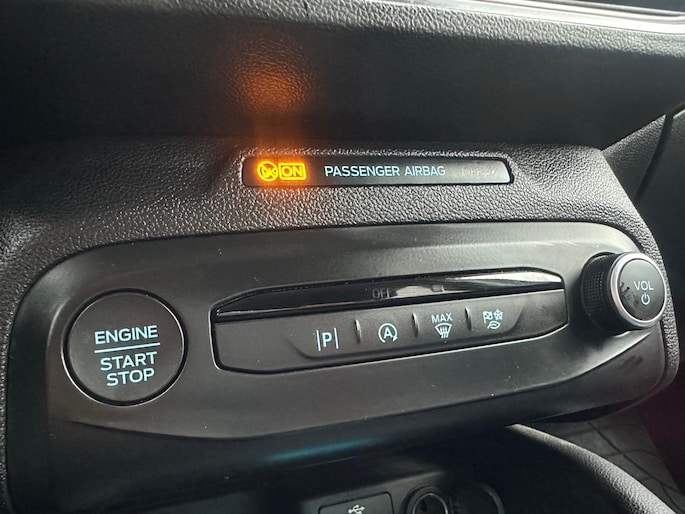 ON PASSENGER AIRBAG
OFF
VOL
ENGINE
START
STOP
P
A
MAX